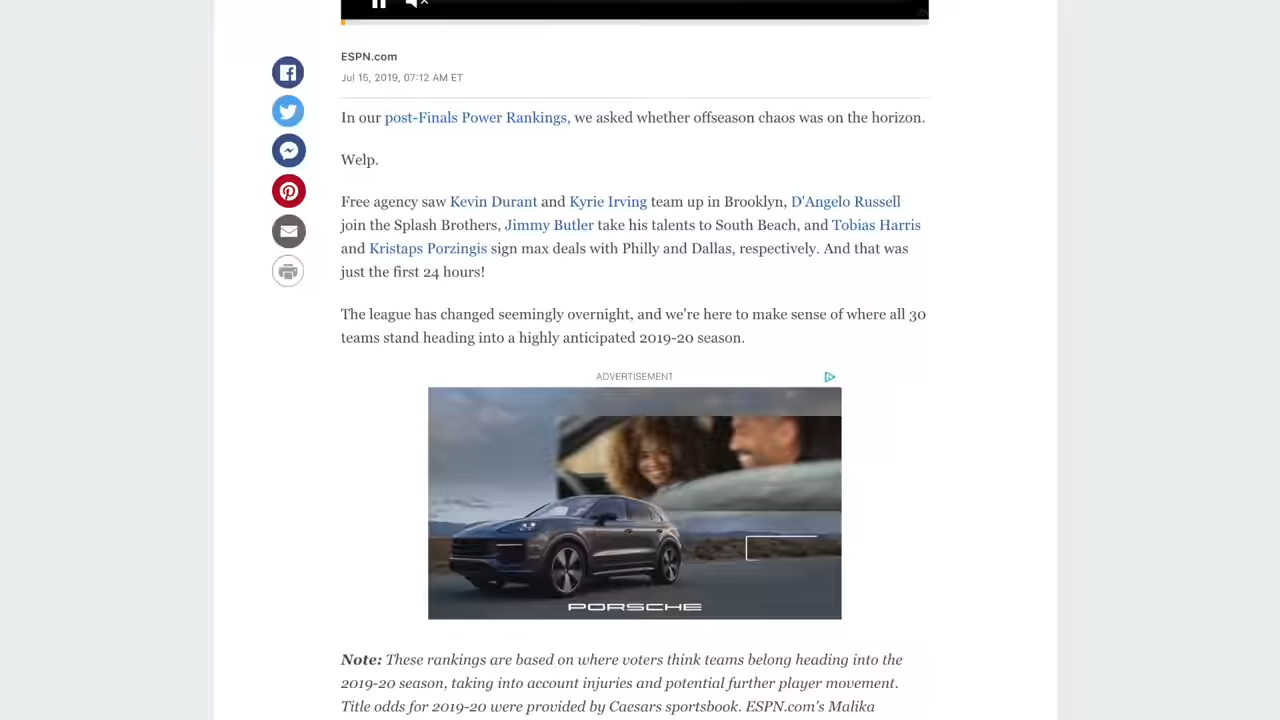 ESPN.com
Jul 15, 2019, 07:12 AM ET
In our post-Finals Power Rankings, we asked whether offseason chaos was on the horizon.
Welp.
Free agency saw Kevin Durant and Kyrie Irving team up in Brooklyn, D'Angelo Russell
join the Splash Brothers, Jimmy Butler take his talents to South Beach, and Tobias Harris
and Kristaps Porzingis sign max deals with Philly and Dallas, respectively. And that was
just the first 24 hours!
The league has changed seemingly overnight, and we're here to make sense of where all 30
teams stand heading into a highly anticipated 2019-20 season.
ADVERTISEMENT
PORSCHE
Note: These rankings are based on where voters think teams belong heading into the
2019-20 season, taking into account injuries and potential further player movement.
Title odds for 2019-20 were provided by Caesars sportsbook. ESPN.com's Malika